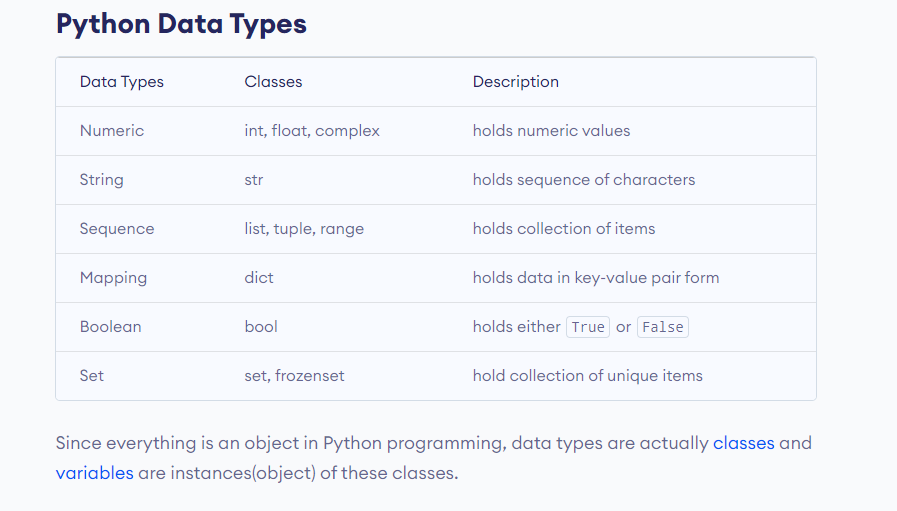 Python Data Types
Data Types Classes Description
Numeric int, float, complex holds numeric values
String str holds sequence of characters
Sequence list, tuple, range holds collection of items
Mapping dict holds data in key-value pair form
Boolean bool holds either True or False
Set set, frozenset hold collection of unique items
Since everything is an object in Python programming, data types are actually classes and
variables are instances(object) of these classes.